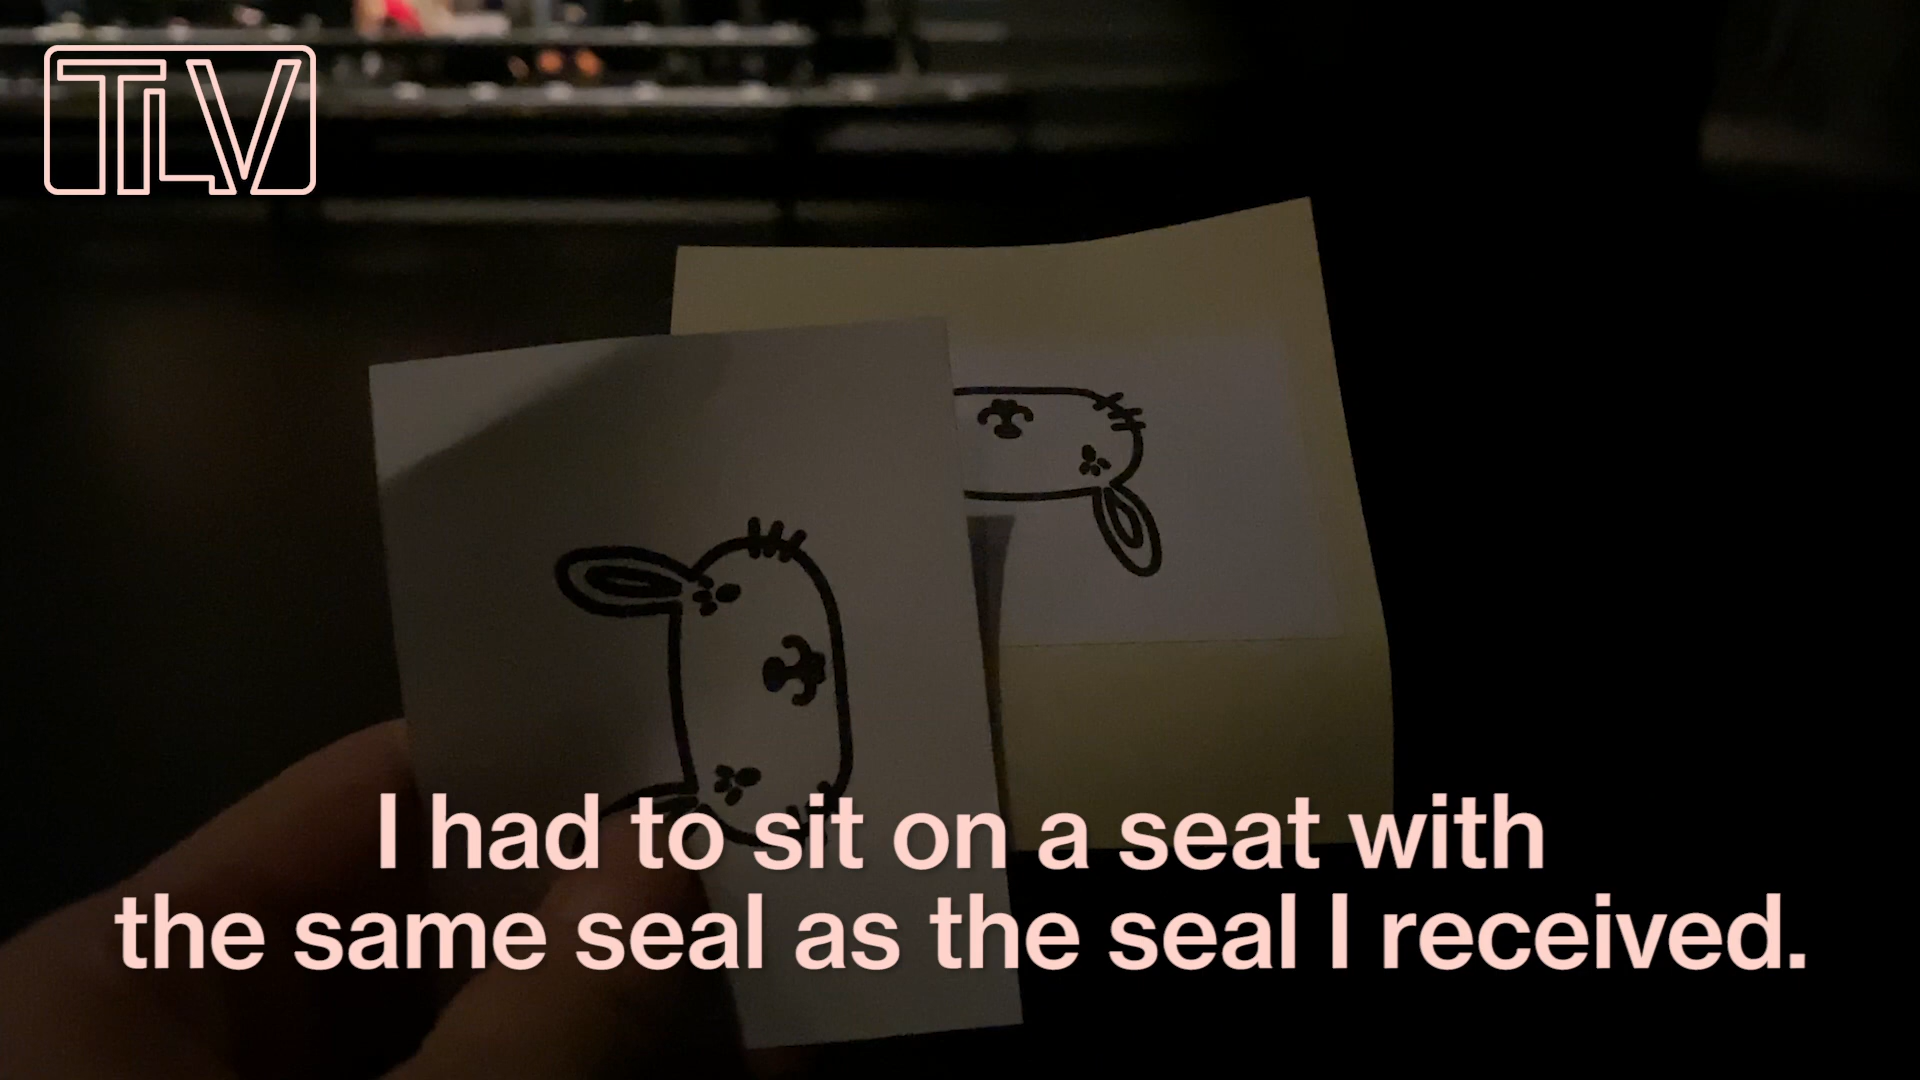 TLV
I had to sit on a seat with
the same seal as the seal I received.